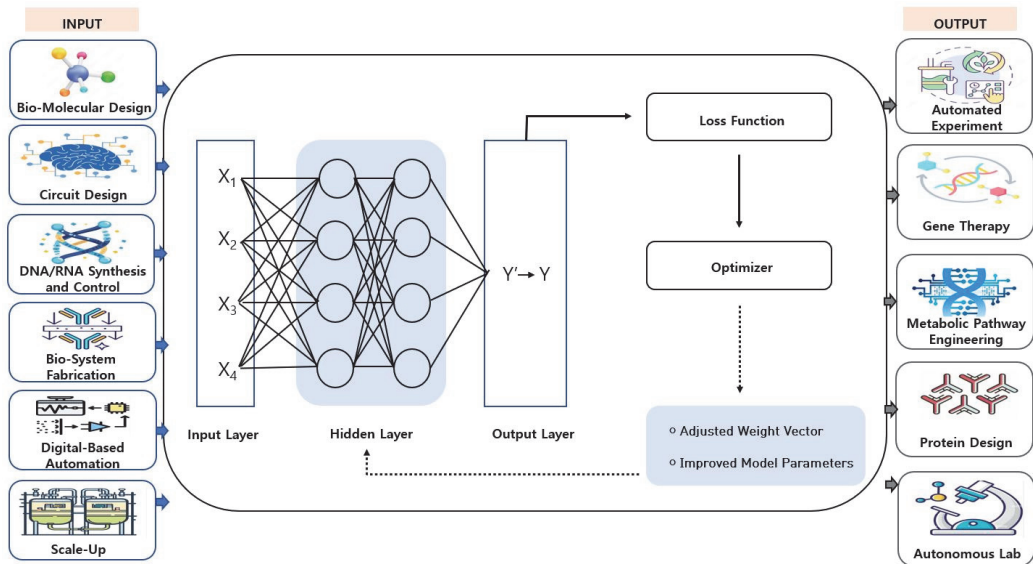 INPUT
Bio-Molecular Design
Circuit Design
DNA/RNA Synthesis
and Control
Bio-System
Fabrication
Digital-Based
Automation
Scale-Up
X1
X2
X3
X4
Input Layer
Hidden Layer
Y'→ Y
Output Layer
Loss Function
Optimizer
o Adjusted Weight Vector
o Improved Model Parameters
OUTPUT
Automated
Experiment
Gene Therapy
Metabolic Pathway
Engineering
Protein Design
Autonomous Lab